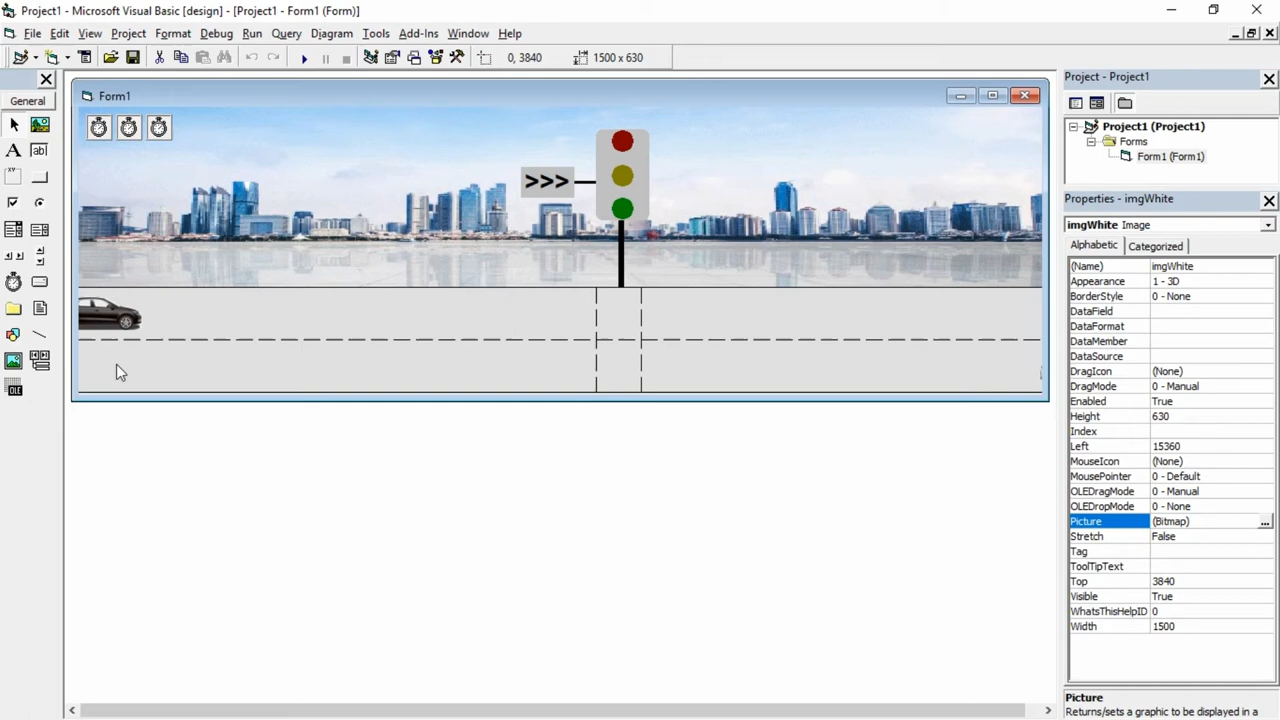 Project1 - Microsoft Visual Basic [design] - [Project1 - Form1 (Form)]
File Edit View Project Format Debug Run Query Diagram Tools Add-Ins Window Help
0, 3840 1500 x 630
General
A
ab|
xy
OLE
Form1
>>>
Project - Project1
Project1 (Project1)
Forms
Form1 (Form1)
Properties - imgWhite
imgWhite Image
Alphabetic Categorized
(Name) imgWhite
Appearance 1 - 3D
BorderStyle 0 - None
DataField
DataFormat
DataMember
DataSource
DragIcon (None)
DragMode 0 - Manual
Enabled True
Height 630
Index
Left 15360
MouseIcon (None)
MousePointer 0 - Default
OLEDragMode 0 - Manual
OLEDropMode 0 - None
Picture (Bitmap) ...
Stretch False
Tag
ToolTipText
Top 3840
Visible True
WhatsThisHelpID 0
Width 1500
Picture
Returns/sets a graphic to be displayed in a